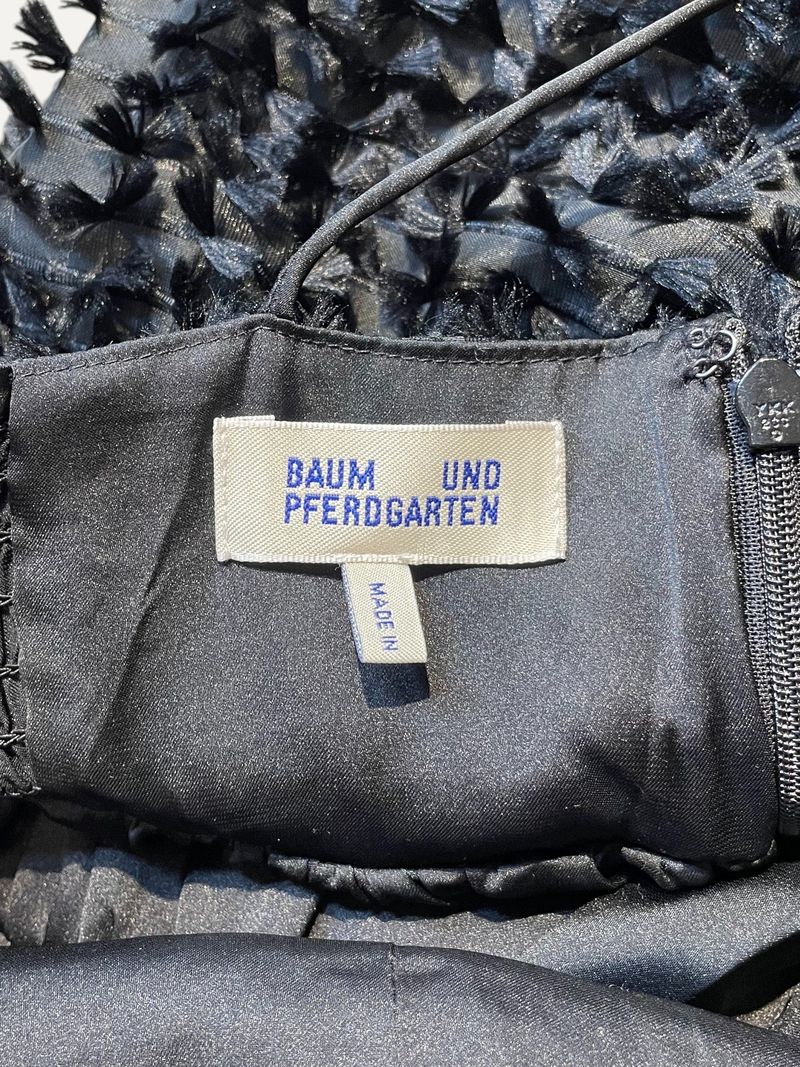 BAUM UND
PFERDGARTEN
MADE IN
YKK